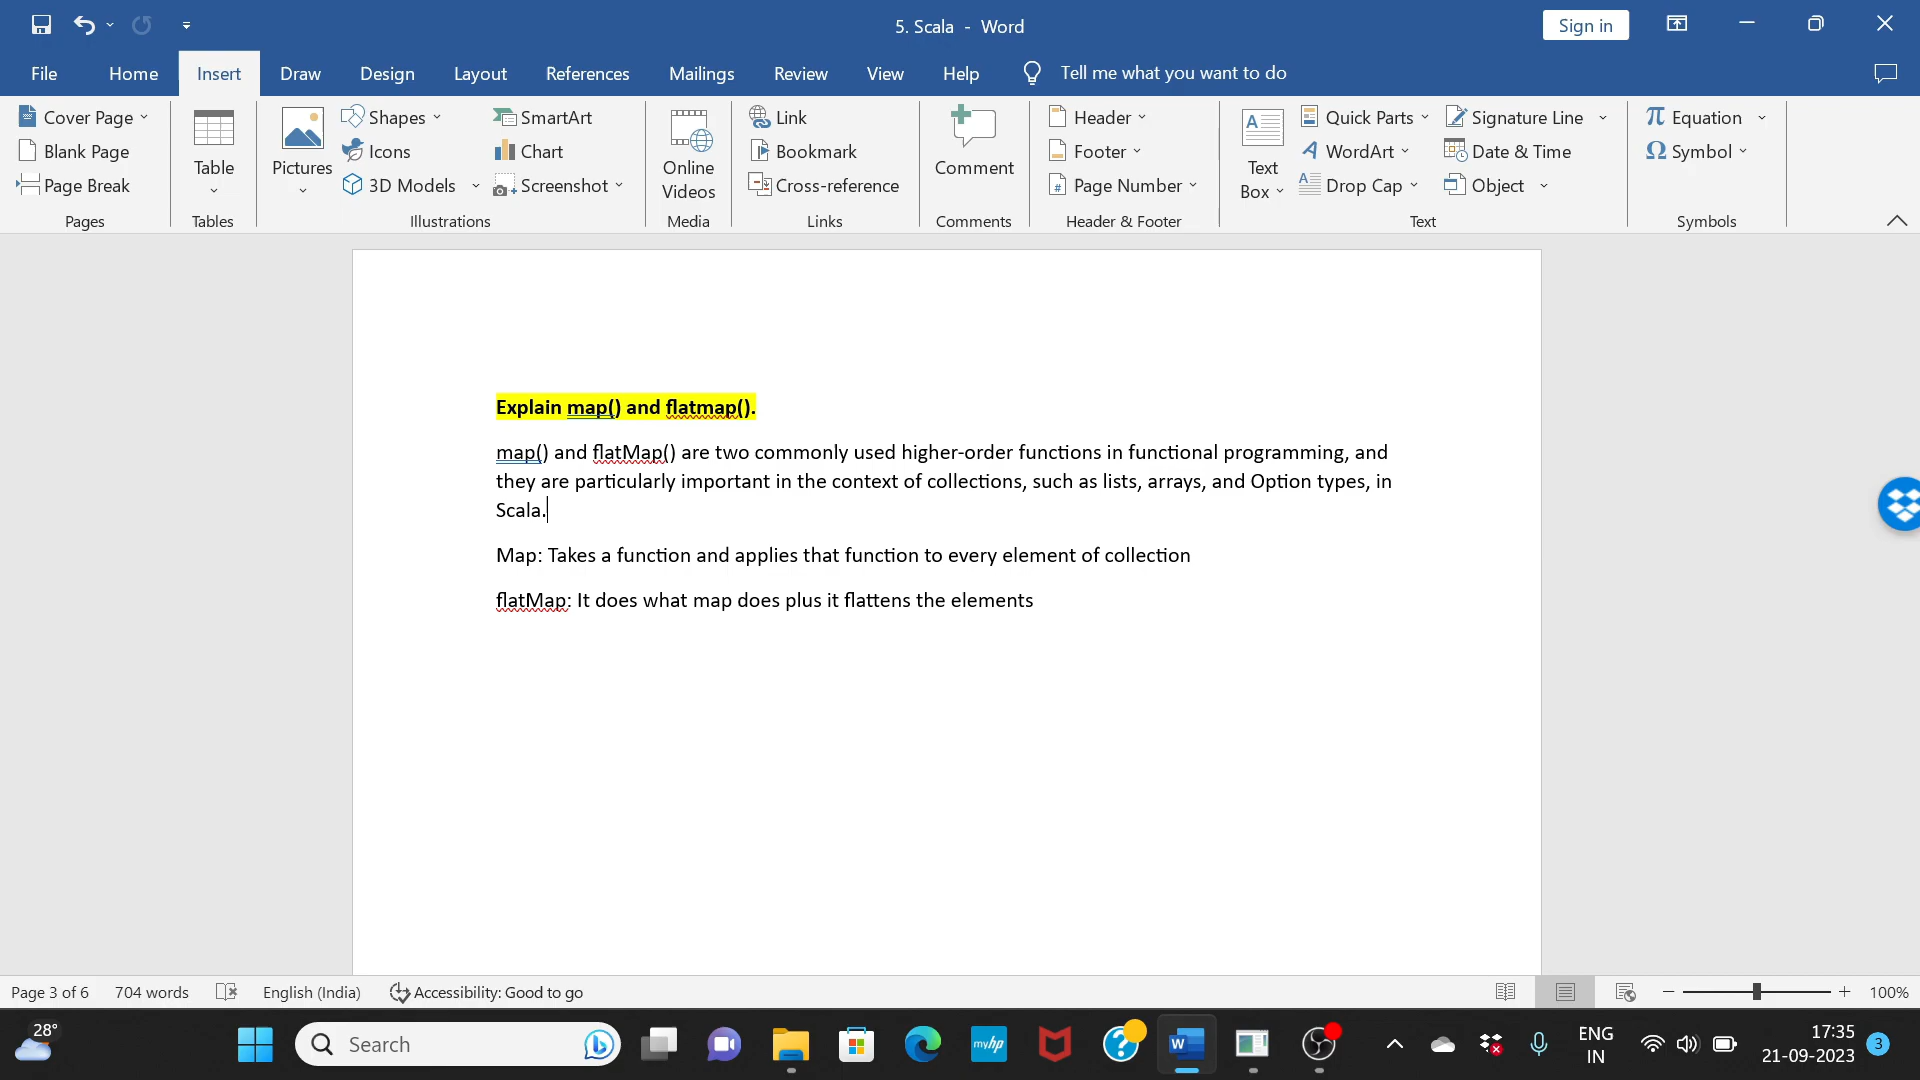 5. Scala - Word
Sign in
File Home Insert Draw Design Layout References Mailings Review View Help Tell me what you want to do
Cover Page
Blank Page
Page Break
Pages
Table
Tables
Pictures
Shapes
Icons
3D Models
SmartArt
Chart
Screenshot
Illustrations
Online
Videos
Media
Link
Bookmark
Cross-reference
Links
Comment
Comments
Header
Footer
Page Number
Header & Footer
Text
Box
Quick Parts
WordArt
Drop Cap
Signature Line
Date & Time
Object
Text
Equation
Symbol
Symbols
Explain map() and flatmap().
map() and flatMap() are two commonly used higher-order functions in functional programming, and
they are particularly important in the context of collections, such as lists, arrays, and Option types, in
Scala.
Map: Takes a function and applies that function to every element of collection
flatMap: It does what map does plus it flattens the elements
Page 3 of 6 704 words English (India) Accessibility: Good to go 100%
28°
Search
myhp
W
ENG
IN
17:35
21-09-2023
3